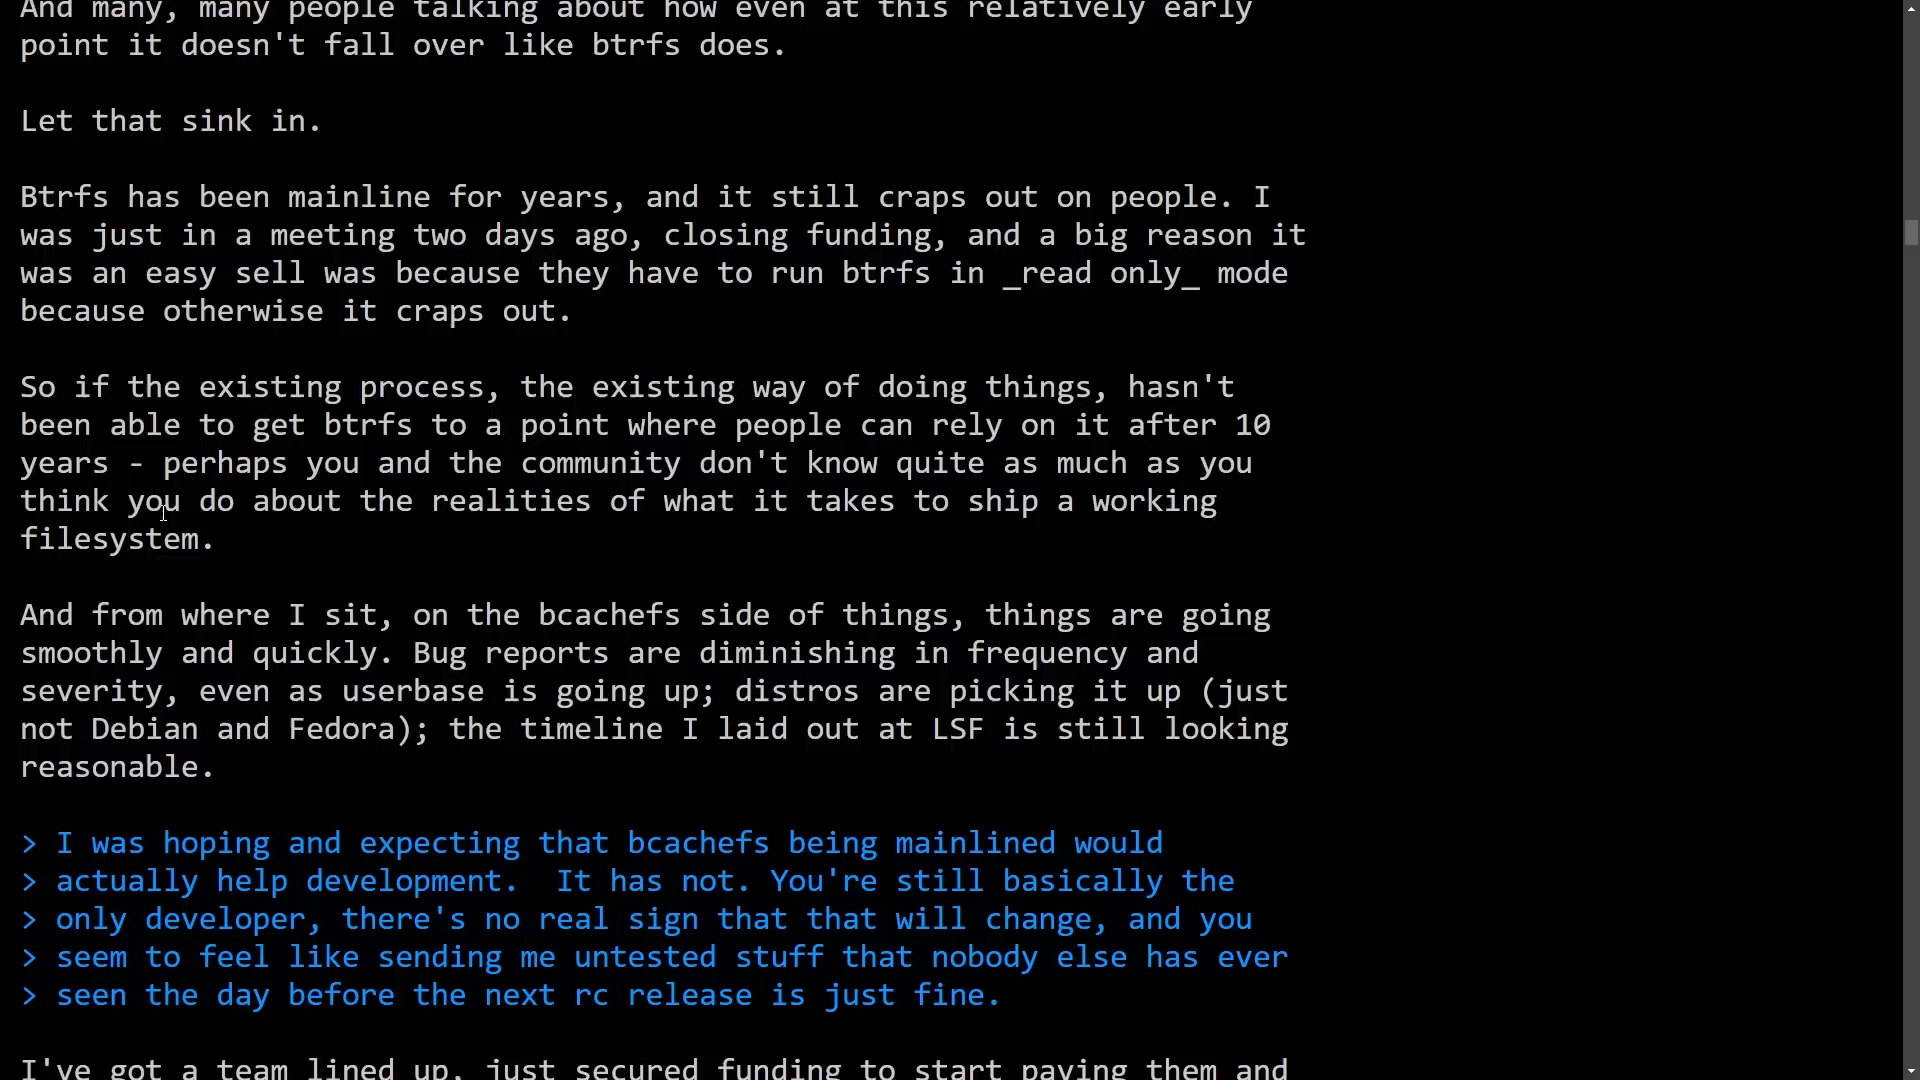 And many, many people talking about how even at this relatively early
point it doesn't fall over like btrfs does.
Let that sink in.
Btrfs has been mainline for years, and it still craps out on people. I
was just in a meeting two days ago, closing funding, and a big reason it
was an easy sell was because they have to run btrfs in _read only_ mode
because otherwise it craps out.
So if the existing process, the existing way of doing things, hasn't
been able to get btrfs to a point where people can rely on it after 10
years - perhaps you and the community don't know quite as much as you
think you do about the realities of what it takes to ship a working
filesystem.
And from where I sit, on the bcachefs side of things, things are going
smoothly and quickly. Bug reports are diminishing in frequency and
severity, even as userbase is going up; distros are picking it up (just
not Debian and Fedora); the timeline I laid out at LSF is still looking
reasonable.
> I was hoping and expecting that bcachefs being mainlined would
> actually help development.  It has not. You're still basically the
> only developer, there's no real sign that that will change, and you
> seem to feel like sending me untested stuff that nobody else has ever
> seen the day before the next rc release is just fine.
I've got a team lined up, just secured funding to start paying them and